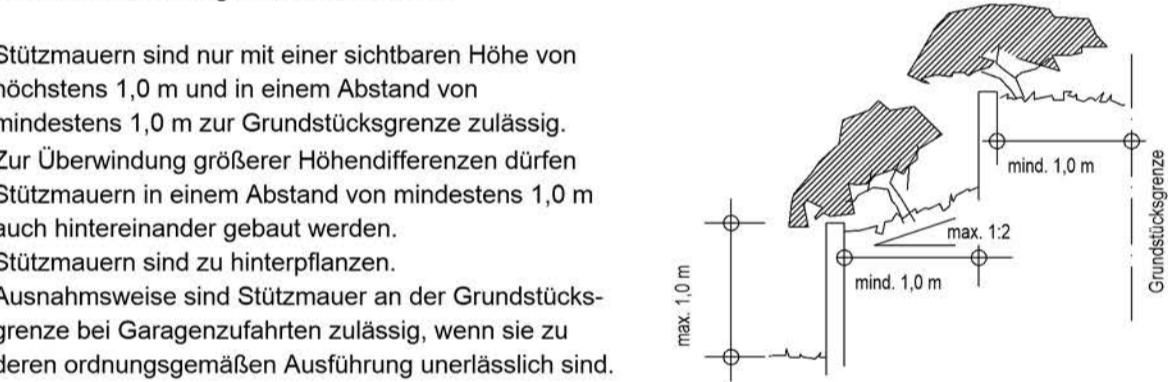 Stützmauern sind nur mit einer sichtbaren Höhe von
höchstens 1,0 m und in einem Abstand von
mindestens 1,0 m zur Grundstücksgrenze zulässig.
Zur Überwindung größerer Höhendifferenzen dürfen
Stützmauern in einem Abstand von mindestens 1,0 m
auch hintereinander gebaut werden.
Stützmauern sind zu hinterpflanzen.
Ausnahmsweise sind Stützmauer an der Grundstücks-
grenze bei Garagenzufahrten zulässig, wenn sie zu
deren ordnungsgemäßen Ausführung unerlässlich sind.
mind. 1,0 m
Grundstücksgrenze
max. 1:2
mind. 1,0 m
max. 1,0 m